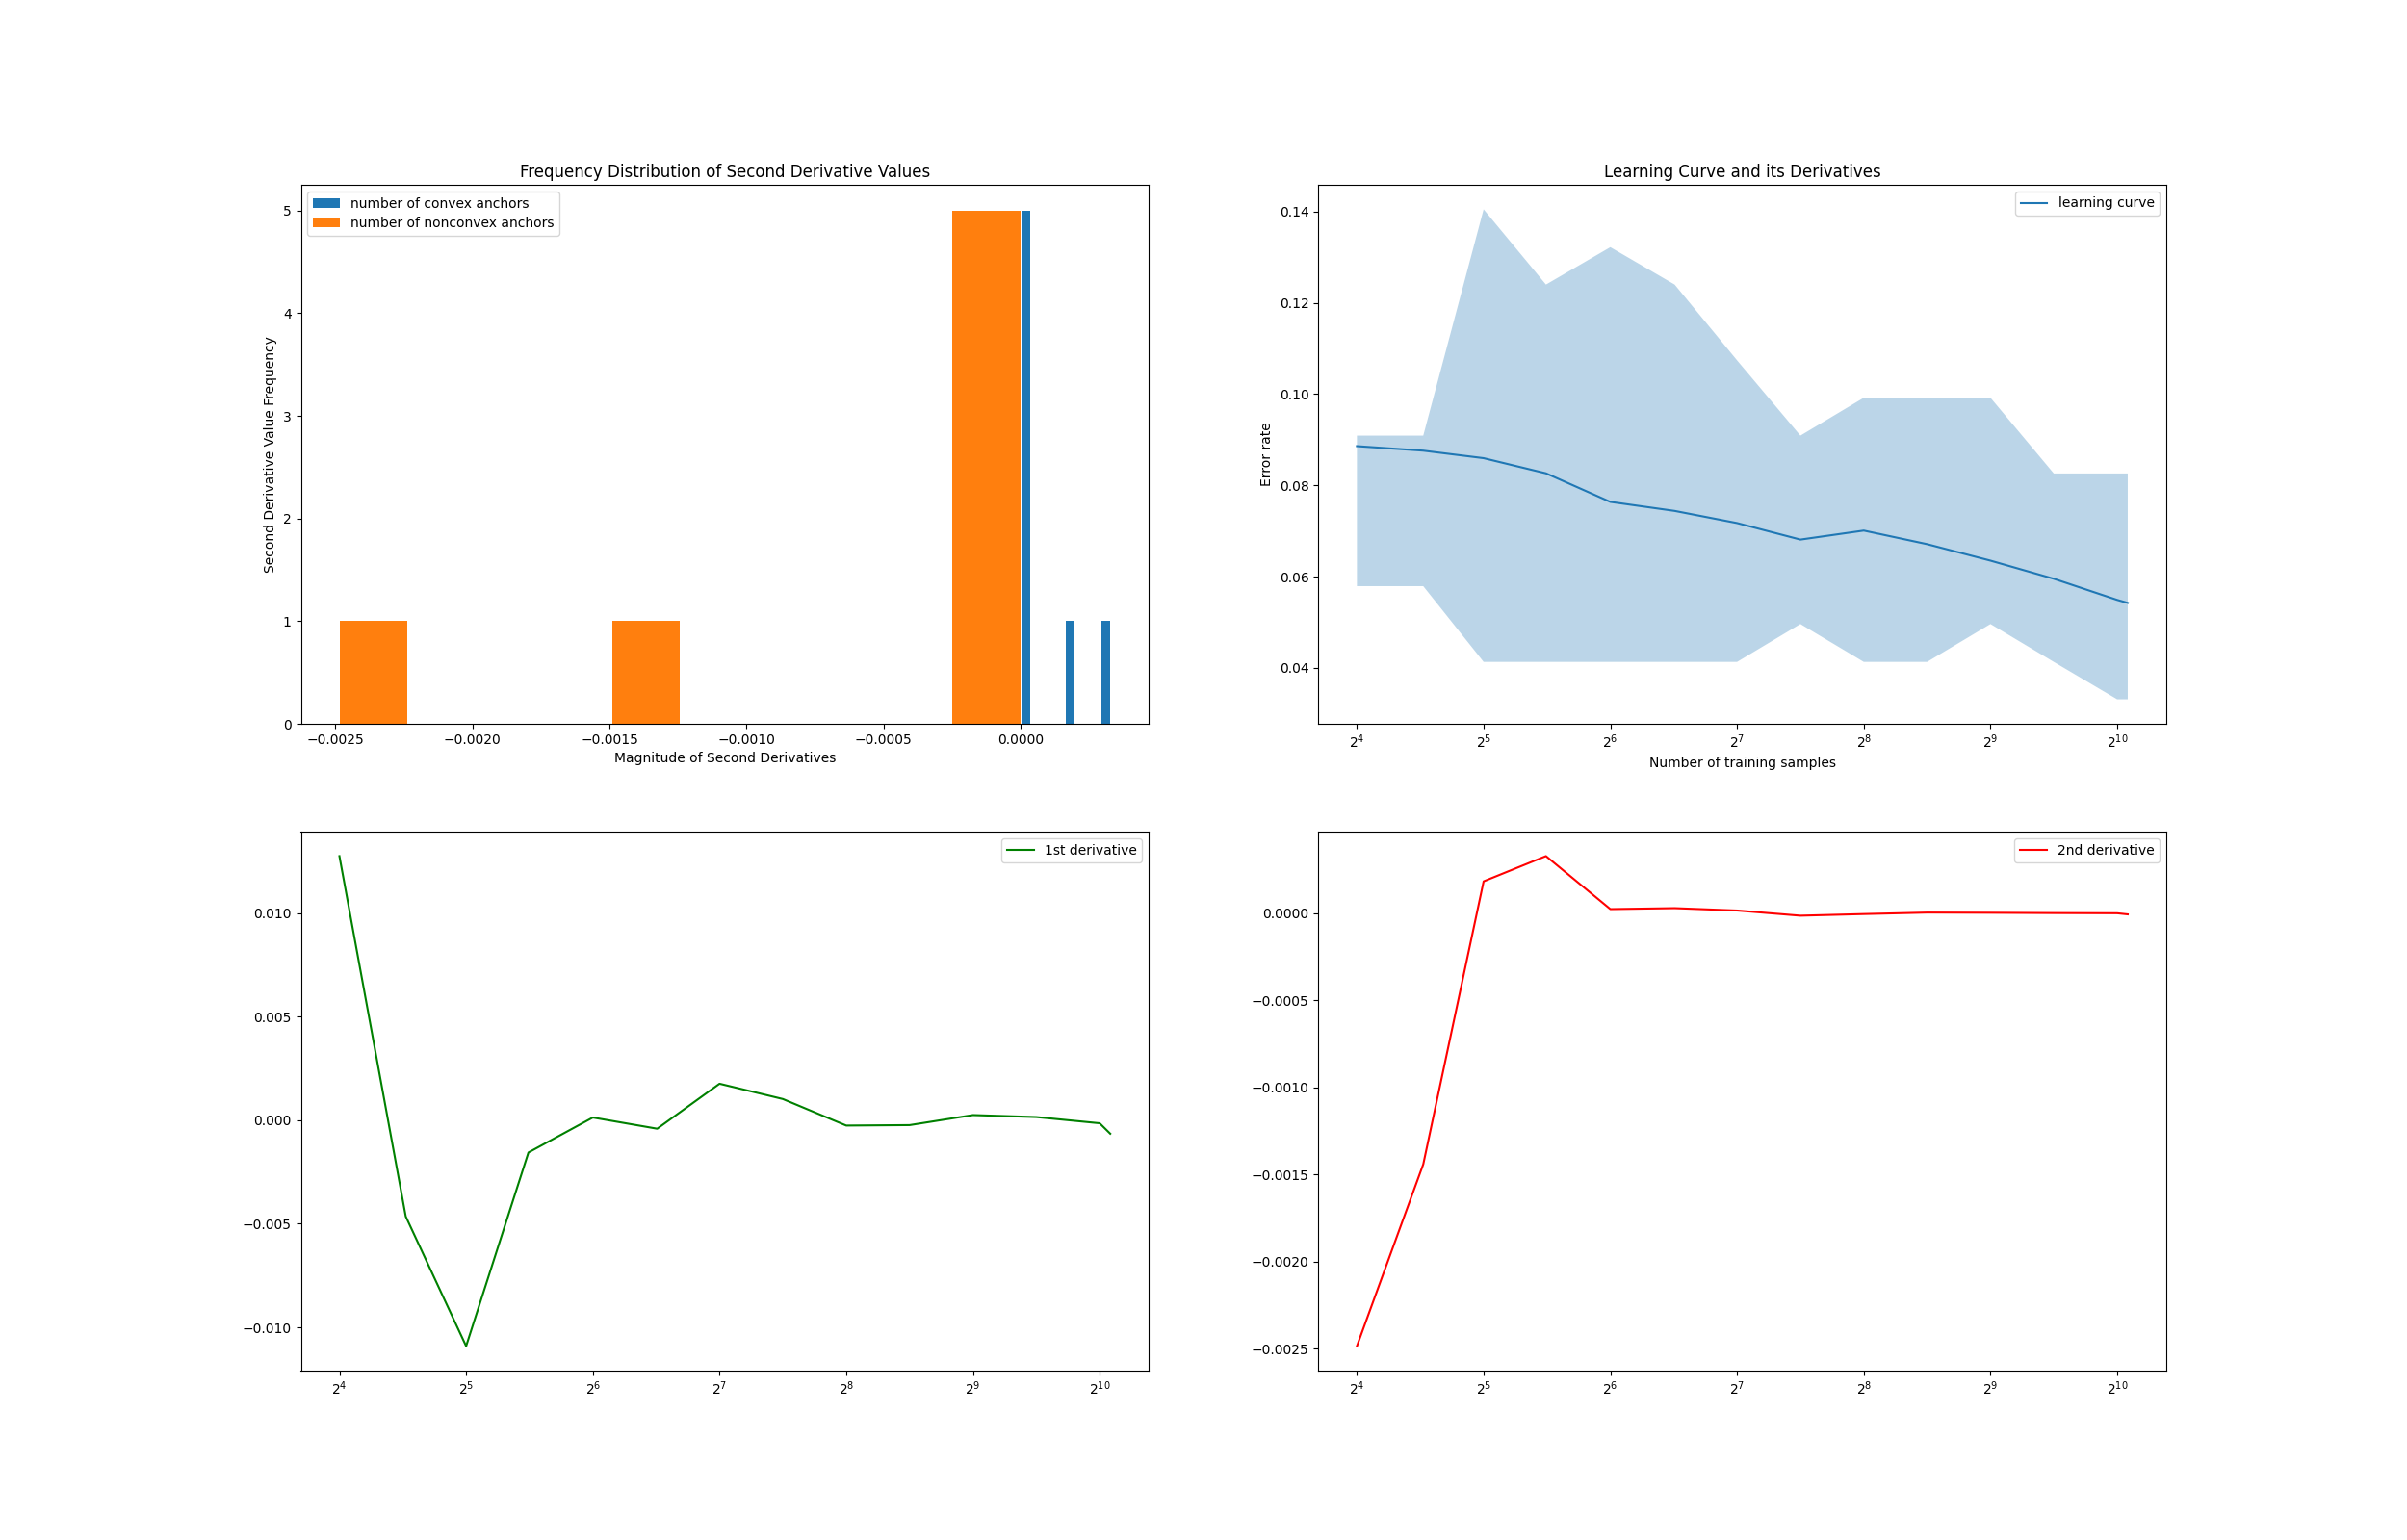 Frequency Distribution of Second Derivative Values
number of convex anchors
number of nonconvex anchors
5
4
3
2
1
0
Second Derivative Value Frequency
−0.0025 −0.0020 −0.0015 −0.0010 −0.0005 0.0000
Magnitude of Second Derivatives
Learning Curve and its Derivatives
learning curve
0.14
0.12
0.10
0.08
0.06
0.04
Error rate
2⁴ 2⁵ 2⁶ 2⁷ 2⁸ 2⁹ 2¹⁰
Number of training samples
1st derivative
0.010
0.005
0.000
−0.005
−0.010
2⁴ 2⁵ 2⁶ 2⁷ 2⁸ 2⁹ 2¹⁰
2nd derivative
0.0000
−0.0005
−0.0010
−0.0015
−0.0020
−0.0025
2⁴ 2⁵ 2⁶ 2⁷ 2⁸ 2⁹ 2¹⁰